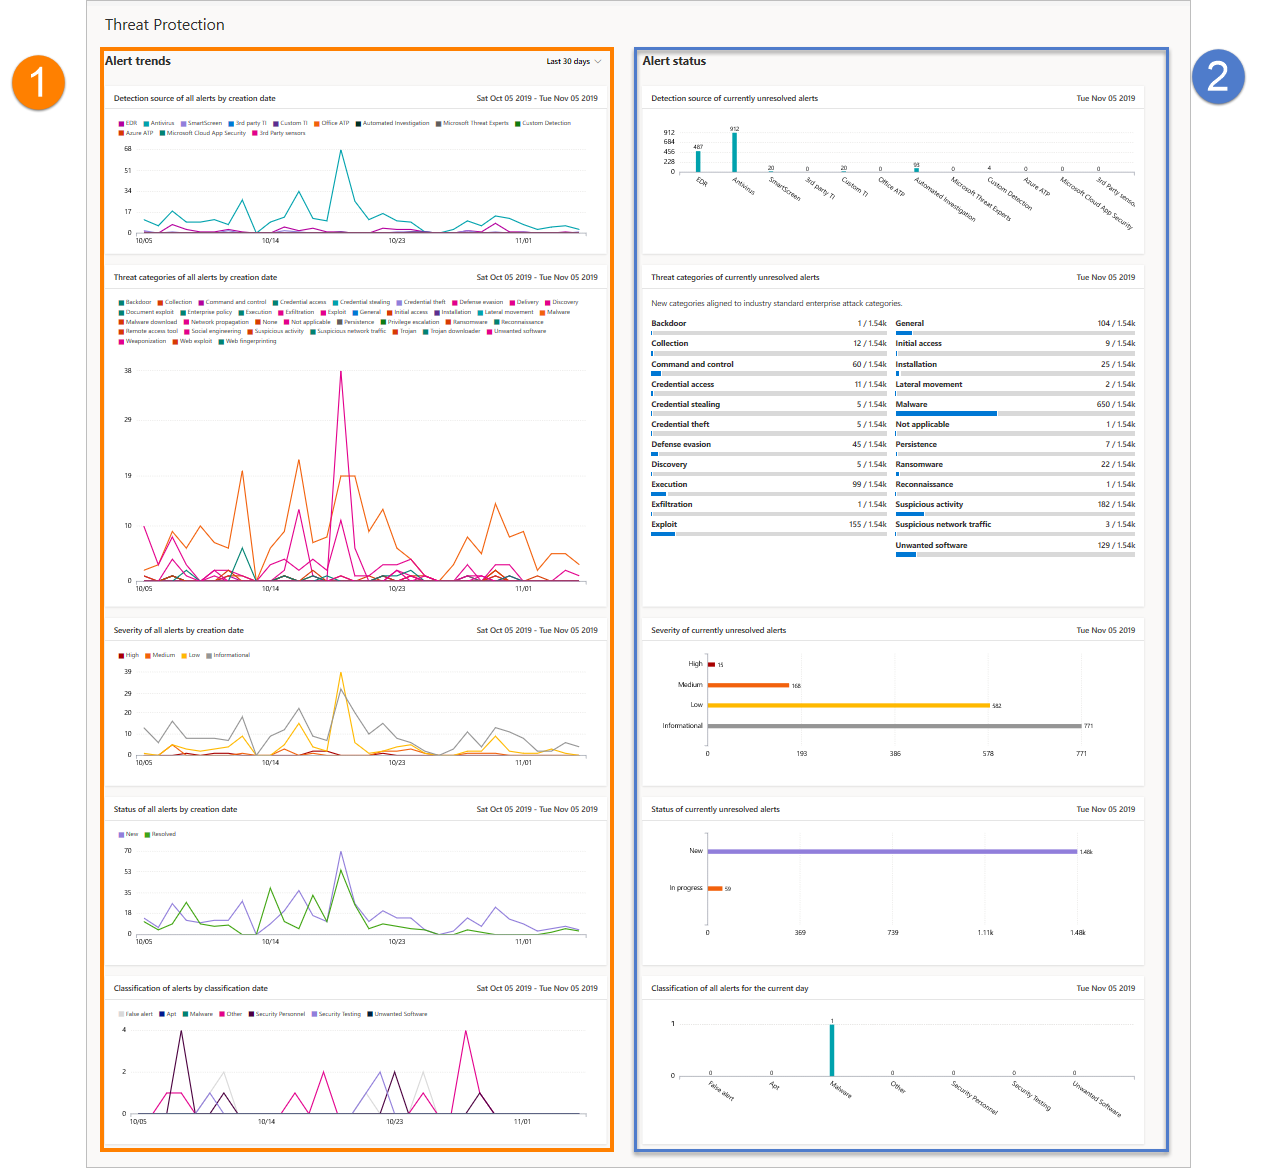 Threat Protection
1
Alert trends
Last 30 days
Detection source of all alerts by creation date
Sat Oct 05 2019 - Tue Nov 05 2019
EDR Antivirus SmartScreen 3rd party TI Custom TI Office ATP Automated Investigation Microsoft Threat Experts Custom Detection
Azure ATP Microsoft Cloud App Security 3rd Party sensors
68
51
34
17
0
10/05 10/14 10/23 11/01
Threat categories of all alerts by creation date
Sat Oct 05 2019 - Tue Nov 05 2019
Backdoor Collection Command and control Credential access Credential stealing Credential theft Defense evasion Delivery Discovery
Document exploit Enterprise policy Execution Exfiltration Exploit General Initial access Installation Lateral movement Malware
Malware download Network propagation None Not applicable Persistence Privilege escalation Ransomware Reconnaissance
Remote access tool Social engineering Suspicious activity Suspicious network traffic Trojan Trojan downloader Unwanted software
Weaponization Web exploit Web fingerprinting
38
29
19
10
0
10/05 10/14 10/23 11/01
Severity of all alerts by creation date
Sat Oct 05 2019 - Tue Nov 05 2019
High Medium Low Informational
39
29
20
10
0
10/05 10/14 10/23 11/01
Status of all alerts by creation date
Sat Oct 05 2019 - Tue Nov 05 2019
New Resolved
70
53
35
18
0
10/05 10/14 10/23 11/01
Classification of alerts by classification date
Sat Oct 05 2019 - Tue Nov 05 2019
False alert Apt Malware Other Security Personnel Security Testing Unwanted Software
4
2
0
10/05 10/14 10/23 11/01
2
Alert status
Detection source of currently unresolved alerts
Tue Nov 05 2019
912
684
456
228
0
487 912 20 0 20 0 93 0 4 0 0 0
EDR
Antivirus
SmartScreen
3rd party TI
Custom TI
Office ATP
Automated Investigation
Microsoft Threat Experts
Custom Detection
Azure ATP
Microsoft Cloud App Security
3rd Party
Threat categories of currently unresolved alerts
Tue Nov 05 2019
New categories aligned to industry standard enterprise attack categories.
Backdoor 1 / 1.54k
Collection 12 / 1.54k
Command and control 60 / 1.54k
Credential access 11 / 1.54k
Credential stealing 5 / 1.54k
Credential theft 5 / 1.54k
Defense evasion 45 / 1.54k
Discovery 5 / 1.54k
Execution 99 / 1.54k
Exfiltration 1 / 1.54k
Exploit 155 / 1.54k
General 104 / 1.54k
Initial access 9 / 1.54k
Installation 25 / 1.54k
Lateral movement 2 / 1.54k
Malware 650 / 1.54k
Not applicable 1 / 1.54k
Persistence 7 / 1.54k
Ransomware 22 / 1.54k
Reconnaissance 1 / 1.54k
Suspicious activity 182 / 1.54k
Suspicious network traffic 3 / 1.54k
Unwanted software 129 / 1.54k
Severity of currently unresolved alerts
Tue Nov 05 2019
High 15
Medium 168
Low 582
Informational 771
0 193 386 578 771
Status of currently unresolved alerts
Tue Nov 05 2019
New 1.48k
In progress 59
0 369 739 1.11k 1.48k
Classification of all alerts for the current day
Tue Nov 05 2019
1
0
0 0 1 0 0 0 0
False alert
Apt
Malware
Other
Security Personnel
Security Testing
Unwanted Software